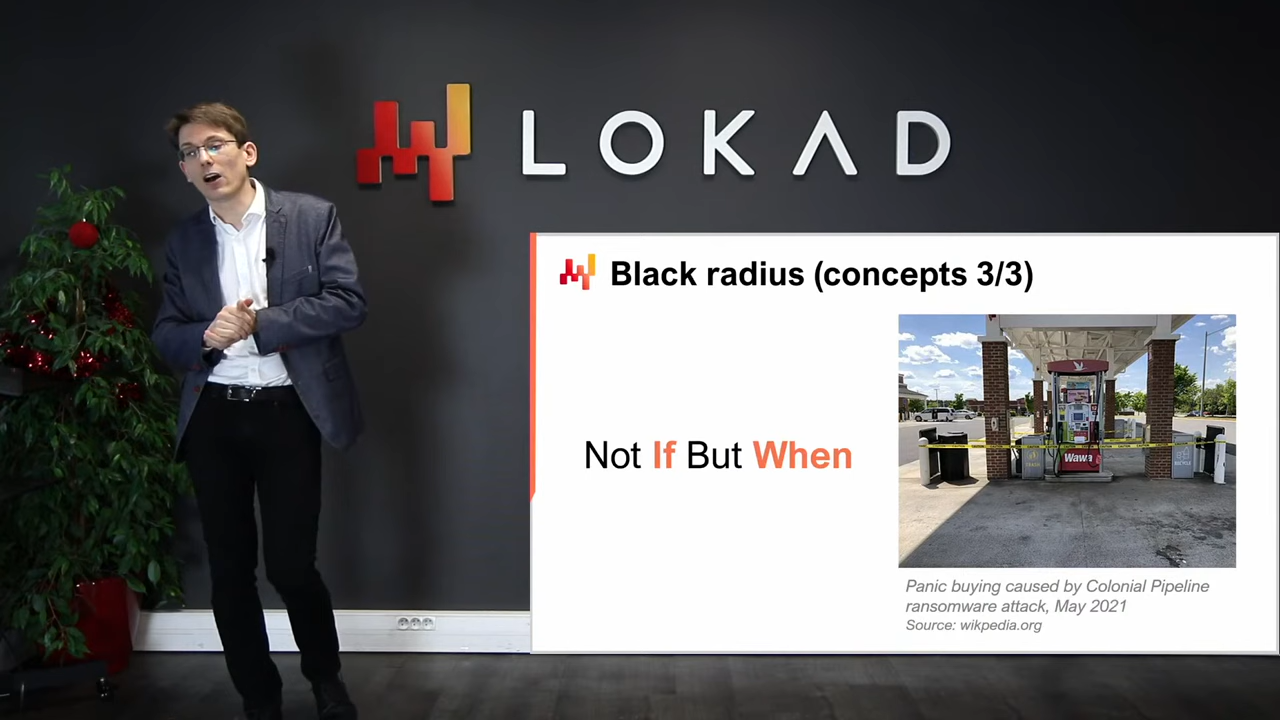 LOKAD
Black radius (concepts 3/3)
Not If But When
Wawa
Panic buying caused by Colonial Pipeline
ransomware attack, May 2021
Source: wikpedia.org